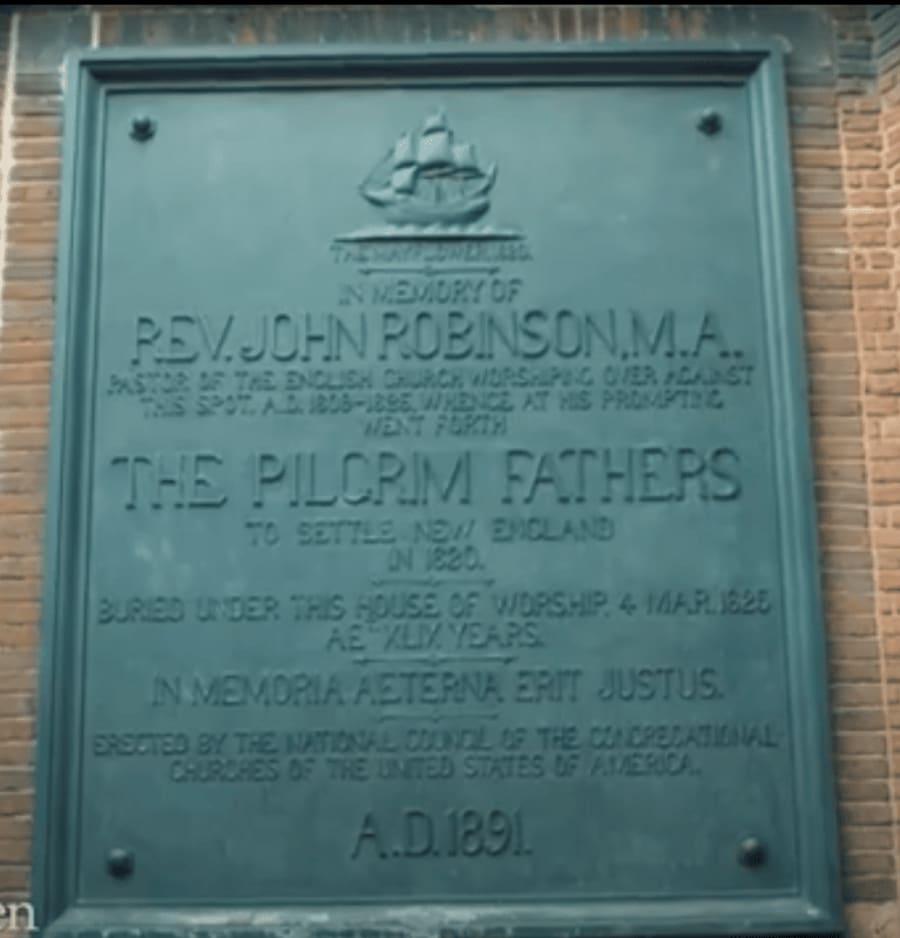 THE MAYFLOWER, 1620.
IN MEMORY OF
REV. JOHN ROBINSON, M.A.
PASTOR OF THE ENGLISH CHURCH WORSHIPING OVER AGAINST
THIS SPOT, A.D. 1609–1625, WHENCE AT HIS PROMPTING
WENT FORTH
THE PILGRIM FATHERS
TO SETTLE NEW ENGLAND
IN 1620.
BURIED UNDER THIS HOUSE OF WORSHIP, 4 MAR. 1625
AET XLIX YEARS.
IN MEMORIA AETERNA ERIT JUSTUS.
ERECTED BY THE NATIONAL COUNCIL OF THE CONGREGATIONAL
CHURCHES OF THE UNITED STATES OF AMERICA.
A.D. 1891.
en